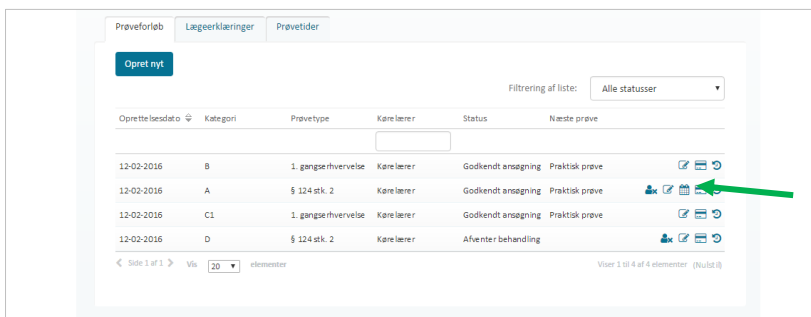 Prøveforløb Lægeerklæringer Prøvetider
Opret nyt
Filtrering af liste: Alle statusser
Oprettelsesdato Kategori Prøvetype Kørelærer Status Næste prøve
12-02-2016 B 1. gangserhvervelse Kørelærer Godkendt ansøgning Praktisk prøve
12-02-2016 A § 124 stk. 2 Kørelærer Godkendt ansøgning Praktisk prøve
12-02-2016 C1 1. gangserhvervelse Kørelærer Godkendt ansøgning Praktisk prøve
12-02-2016 D § 124 stk. 2 Kørelærer Afventer behandling
Side 1 af 1 Vis 20 elementer Viser 1 til 4 af 4 elementer (Nulstil)